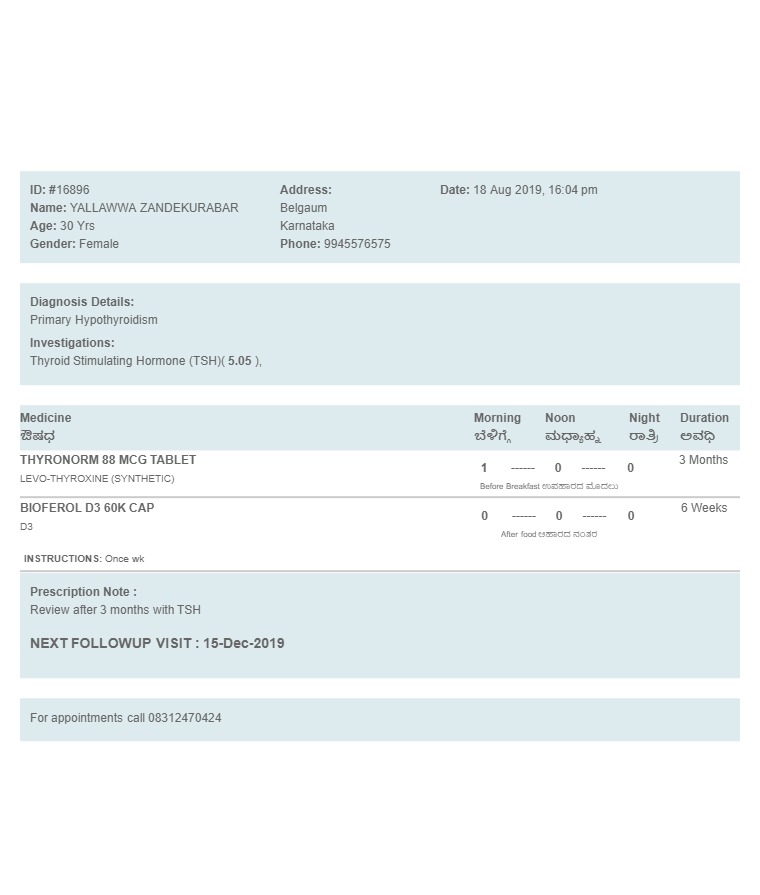 ID: #16896
Name: YALLAWWA ZANDEKURABAR
Age: 30 Yrs
Gender: Female
Address:
Belgaum
Karnataka
Phone: 9945576575
Date: 18 Aug 2019, 16:04 pm
Diagnosis Details:
Primary Hypothyroidism
Investigations:
Thyroid Stimulating Hormone (TSH)( 5.05 ),
Medicine Morning Noon Night Duration
ಔಷಧ ಬೆಳಿಗ್ಗೆ ಮಧ್ಯಾಹ್ನ ರಾತ್ರಿ ಅವಧಿ
THYRONORM 88 MCG TABLET 1 ------ 0 ------ 0 3 Months
LEVO-THYROXINE (SYNTHETIC) Before Breakfast ಉಪಹಾರದ ಮೊದಲು
BIOFEROL D3 60K CAP 0 ------ 0 ------ 0 6 Weeks
D3 After food ಆಹಾರದ ನಂತರ
INSTRUCTIONS: Once wk
Prescription Note :
Review after 3 months with TSH
NEXT FOLLOWUP VISIT : 15-Dec-2019
For appointments call 08312470424